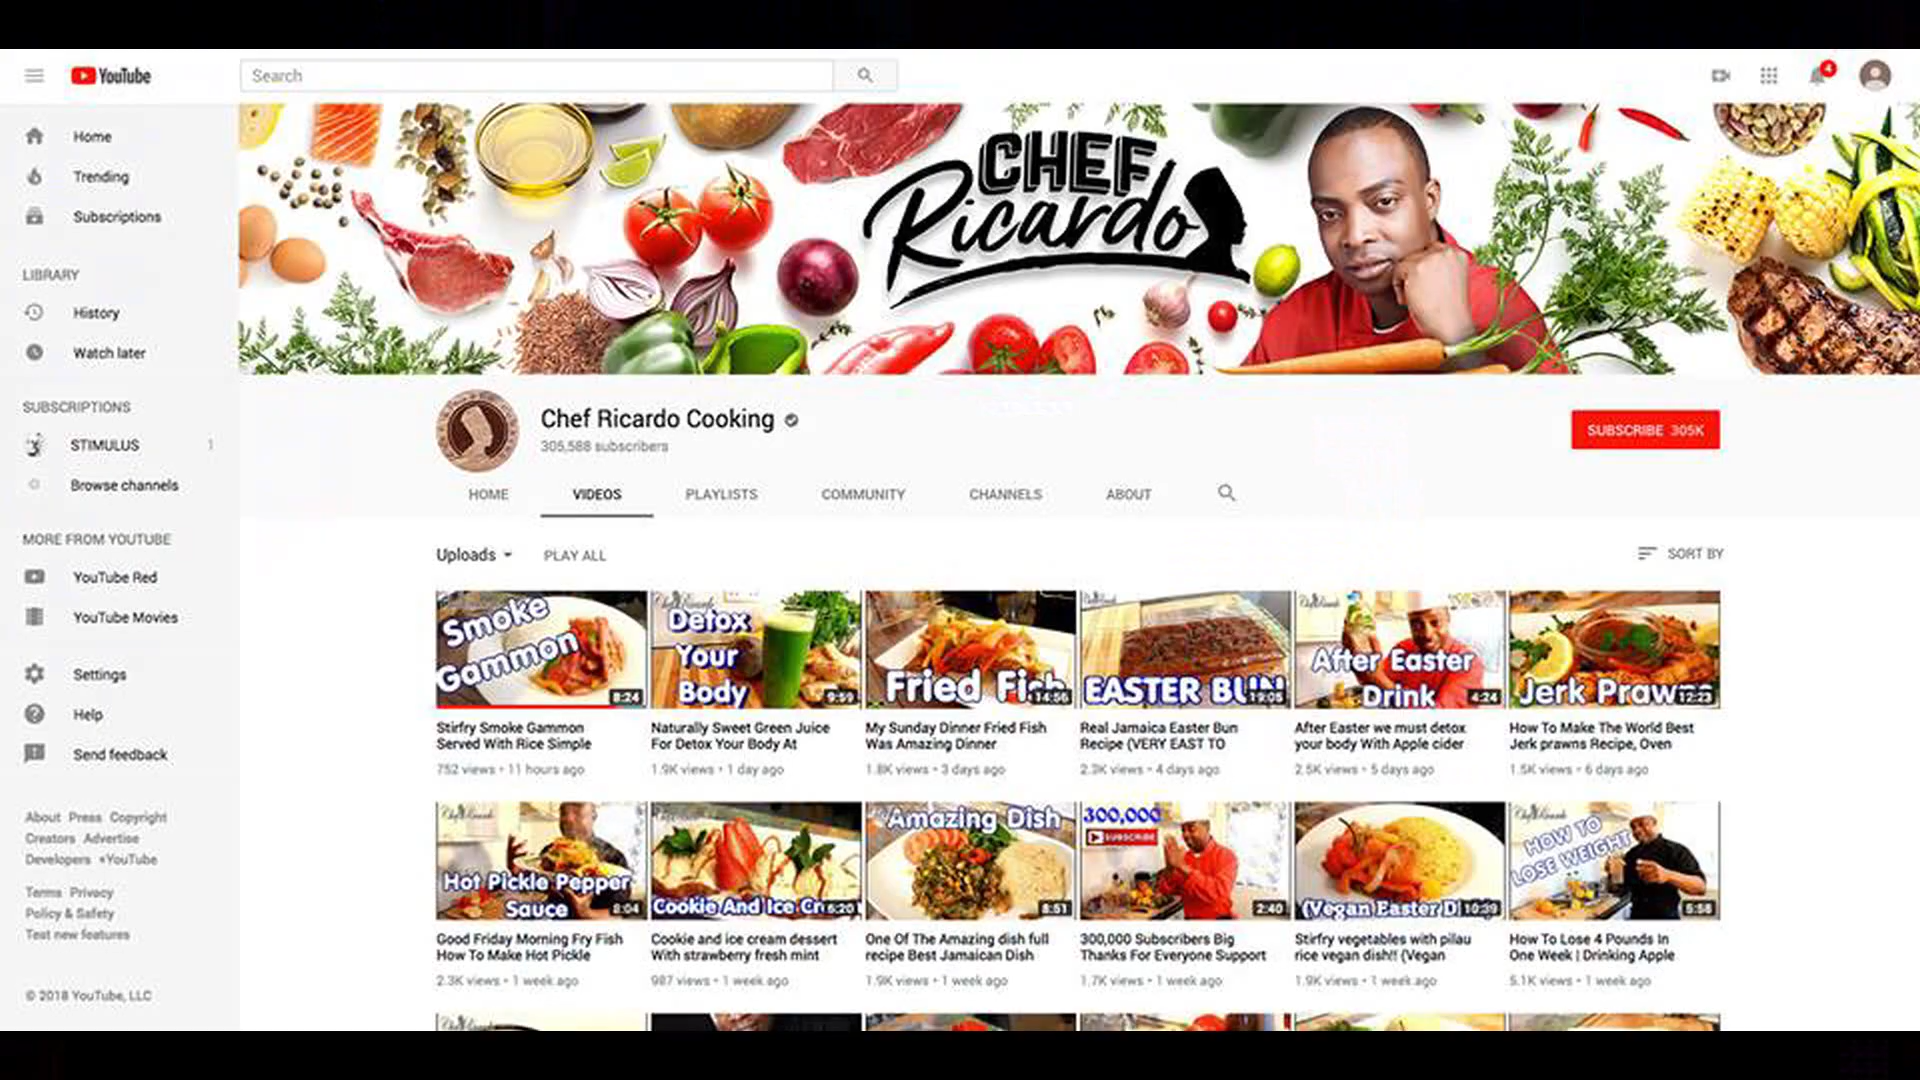 YouTube
Search
4
Home
Trending
Subscriptions
LIBRARY
History
Watch later
SUBSCRIPTIONS
STIMULUS 1
Browse channels
MORE FROM YOUTUBE
YouTube Red
YouTube Movies
Settings
Help
Send feedback
About Press Copyright
Creators Advertise
Developers +YouTube
Terms Privacy
Policy & Safety
Test new features
© 2018 YouTube, LLC
CHEF
Ricardo
Chef Ricardo Cooking
305,588 subscribers
SUBSCRIBE 305K
HOME VIDEOS PLAYLISTS COMMUNITY CHANNELS ABOUT
Uploads PLAY ALL
SORT BY
Smoke
Gammon
8:24
Stirfry Smoke Gammon
Served With Rice Simple
752 views • 11 hours ago
Detox
Your
Body
9:59
Naturally Sweet Green Juice
For Detox Your Body At
1.9K views • 1 day ago
Fried Fish
14:56
My Sunday Dinner Fried Fish
Was Amazing Dinner
1.8K views • 3 days ago
EASTER BUN
19:05
Real Jamaica Easter Bun
Recipe (VERY EAST TO
2.3K views • 4 days ago
After Easter
Drink
4:24
After Easter we must detox
your body With Apple cider
2.5K views • 5 days ago
Jerk Prawns
12:23
How To Make The World Best
Jerk prawns Recipe, Oven
1.5K views • 6 days ago
Hot Pickle Pepper
Sauce
8:04
Good Friday Morning Fry Fish
How To Make Hot Pickle
2.3K views • 1 week ago
Cookie And Ice Cr
6:20
Cookie and ice cream dessert
With strawberry fresh mint
987 views • 1 week ago
Amazing Dish
8:51
One Of The Amazing dish full
recipe Best Jamaican Dish
1.9K views • 1 week ago
300,000
SUBSCRIBE
2:40
300,000 Subscribers Big
Thanks For Everyone Support
1.7K views • 1 week ago
(Vegan Easter D
10:39
Stirfry vegetables with pilau
rice vegan dish!! (Vegan
1.9K views • 1 week ago
HOW TO
LOSE WEIGHT
5:58
How To Lose 4 Pounds In
One Week | Drinking Apple
5.1K views • 1 week ago